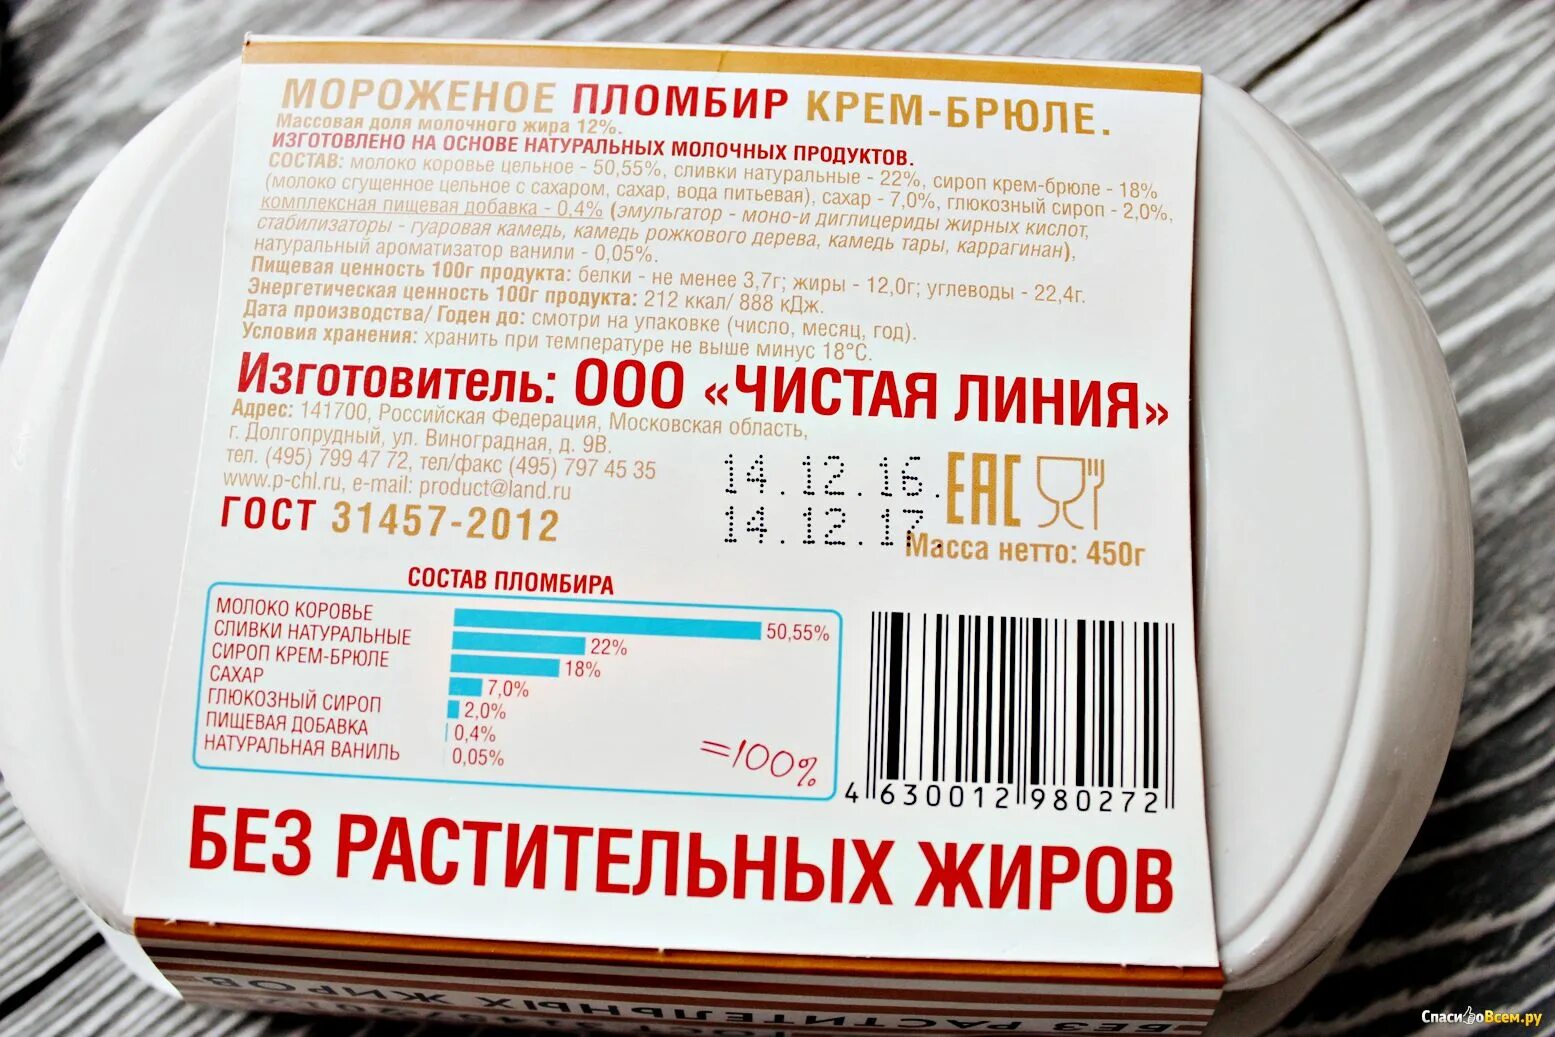 МОРОЖЕНОЕ ПЛОМБИР КРЕМ-БРЮЛЕ.
Массовая доля молочного жира 12%.
ИЗГОТОВЛЕНО НА ОСНОВЕ НАТУРАЛЬНЫХ МОЛОЧНЫХ ПРОДУКТОВ.
СОСТАВ: молоко коровье цельное - 50,55%, сливки натуральные - 22%, сироп крем-брюле - 18%
(молоко сгущенное цельное с сахаром, сахар, вода питьевая), сахар - 7,0%, глюкозный сироп - 2,0%,
комплексная пищевая добавка - 0,4% (эмульгатор - моно-и диглицериды жирных кислот,
стабилизаторы - гуаровая камедь, камедь рожкового дерева, камедь тары, каррагинан),
натуральный ароматизатор ванили - 0,05%.
Пищевая ценность 100г продукта: белки - не менее 3,7г; жиры - 12,0г; углеводы - 22,4г.
Энергетическая ценность 100г продукта: 212 ккал/ 888 кДж.
Дата производства/ Годен до: смотри на упаковке (число, месяц, год).
Условия хранения: хранить при температуре не выше минус 18°С.
Изготовитель: ООО «ЧИСТАЯ ЛИНИЯ»
Адрес: 141700, Российская Федерация, Московская область,
г. Долгопрудный, ул. Виноградная, д. 9В.
тел. (495) 799 47 72, тел/факс (495) 797 45 35
www.p-chl.ru, e-mail: product@land.ru
ГОСТ 31457-2012
14.12.16.
14.12.17.
EAC
Масса нетто: 450г
СОСТАВ ПЛОМБИРА
МОЛОКО КОРОВЬЕ 50,55%
СЛИВКИ НАТУРАЛЬНЫЕ 22%
СИРОП КРЕМ-БРЮЛЕ 18%
САХАР 7,0%
ГЛЮКОЗНЫЙ СИРОП 2,0%
ПИЩЕВАЯ ДОБАВКА 0,4%
НАТУРАЛЬНАЯ ВАНИЛЬ 0,05%
=100%
4 630012 980272
БЕЗ РАСТИТЕЛЬНЫХ ЖИРОВ
БЕЗ РАСТИТЕЛЬНЫХ ЖИРОВ
СпасибоВсем.ру